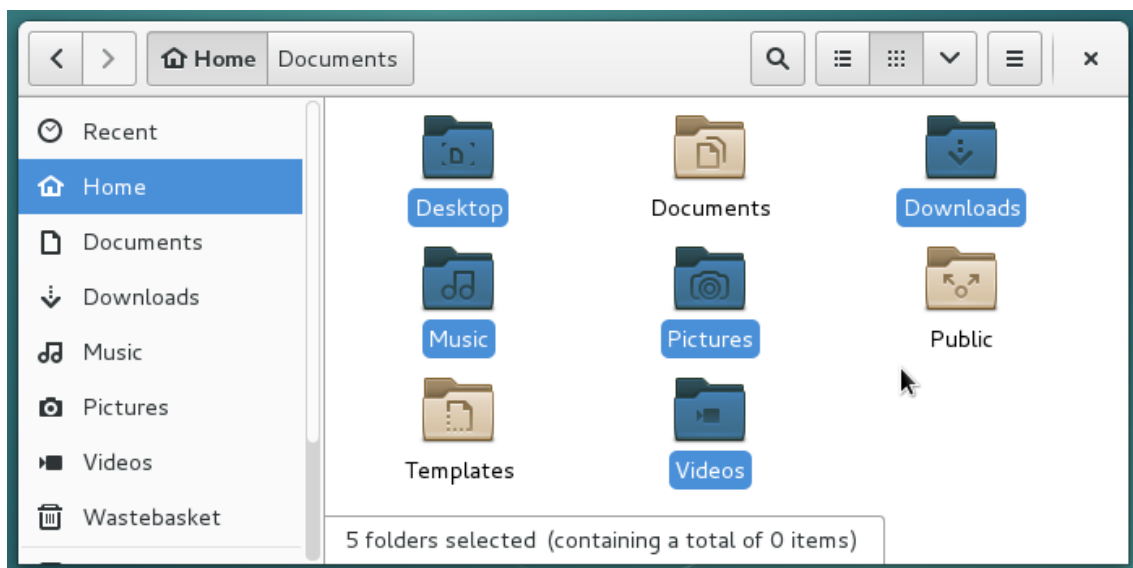 Home Documents
Recent
Home
Documents
Downloads
Music
Pictures
Videos
Wastebasket
Desktop Documents Downloads
Music Pictures Public
Templates Videos
5 folders selected (containing a total of 0 items)